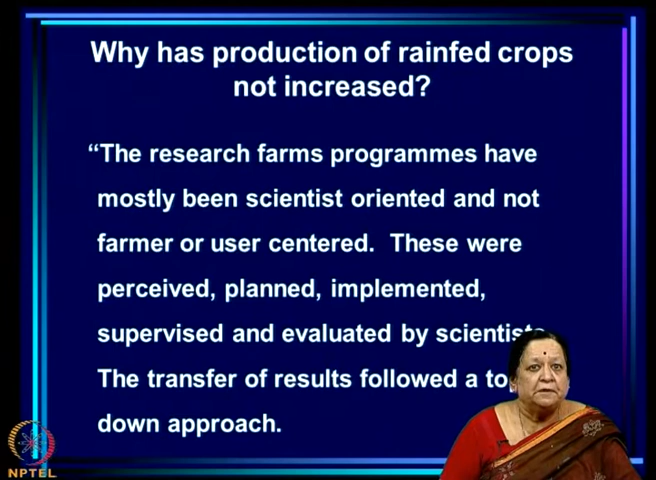 Why has production of rainfed crops
not increased?
“The research farms programmes have
mostly been scientist oriented and not
farmer or user centered. These were
perceived, planned, implemented,
supervised and evaluated by scientists.
The transfer of results followed a
down approach.
NPTEL